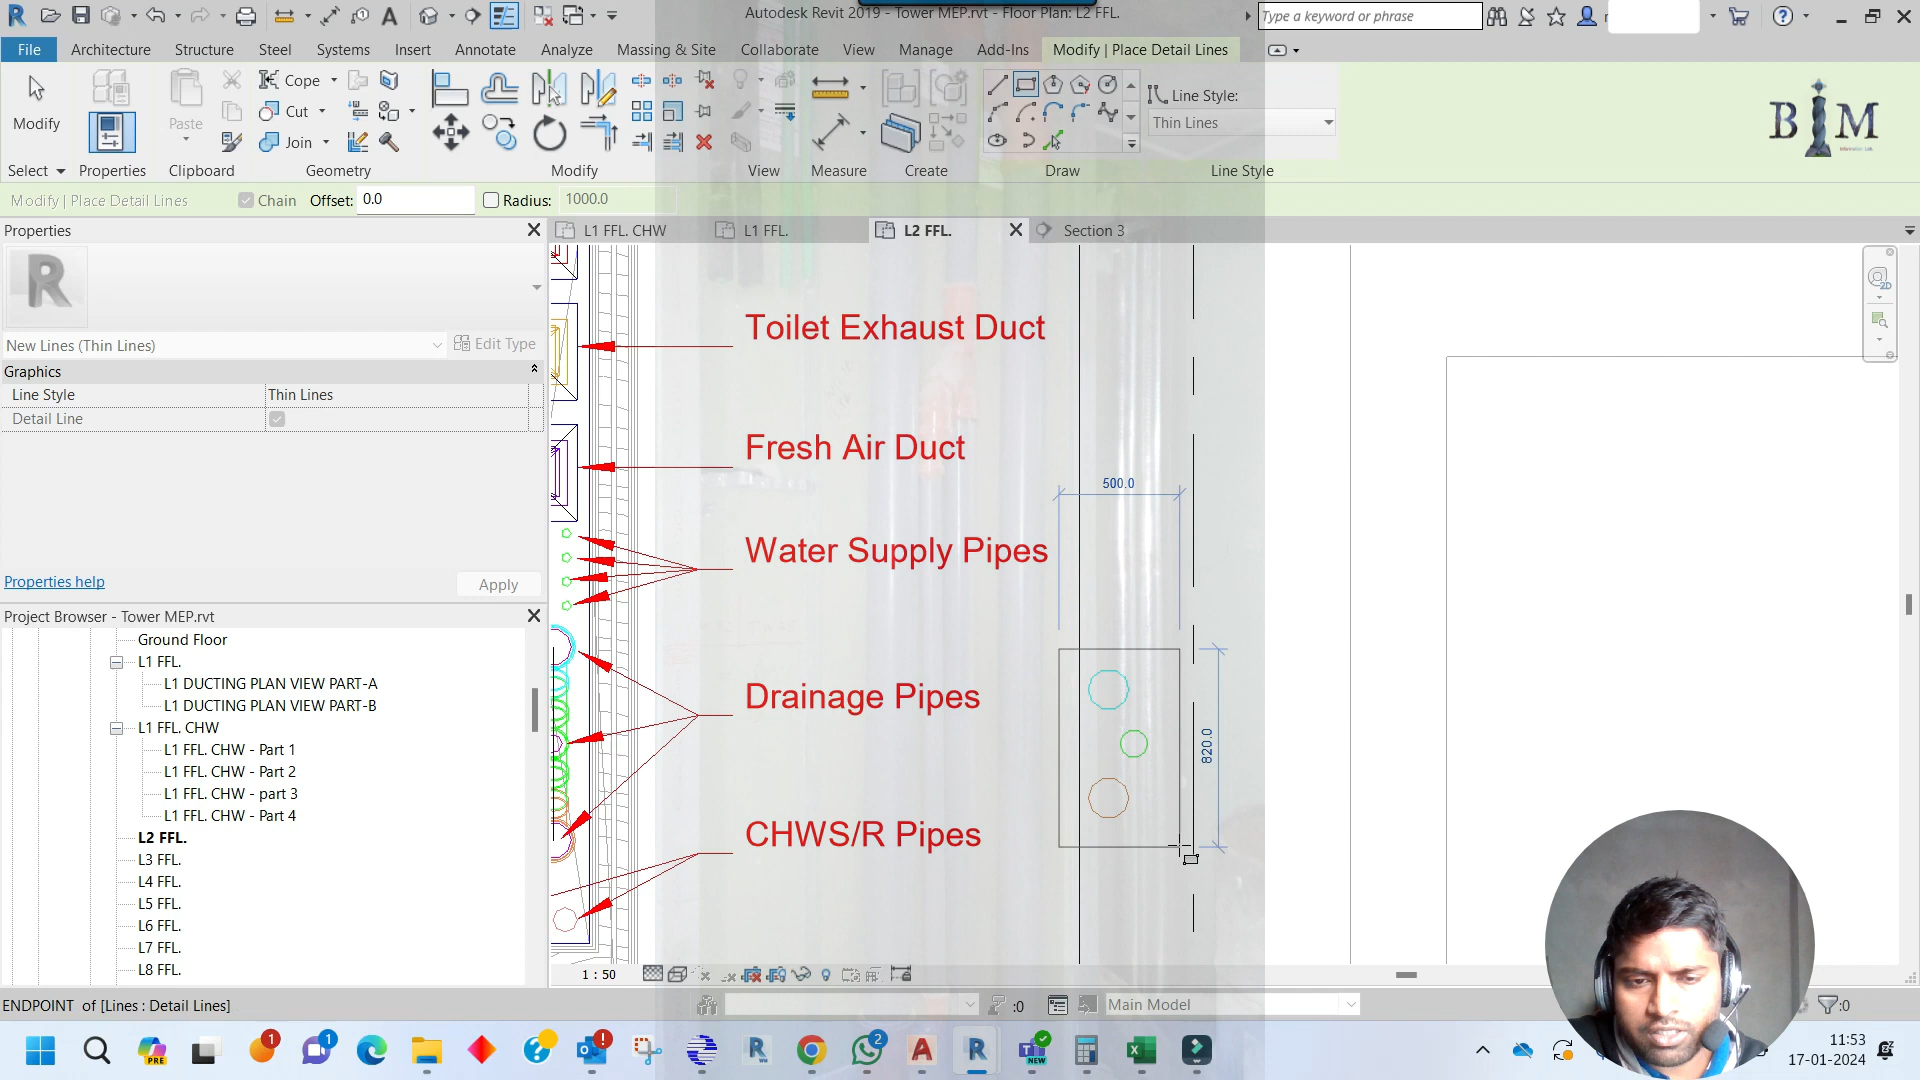 Autodesk Revit 2019 - Tower MEP.rvt - Floor Plan: L2 FFL.
Type a keyword or phrase
File Architecture Structure Steel Systems Insert Annotate Analyze Massing & Site Collaborate View Manage Add-Ins Modify | Place Detail Lines
Modify
Paste
Cope
Cut
Join
Line Style:
Thin Lines
BIM
Select Properties Clipboard Geometry Modify View Measure Create Draw Line Style
Modify | Place Detail Lines Chain Offset: 0.0 Radius: 1000.0
Properties
L1 FFL. CHW L1 FFL. L2 FFL. Section 3
R
New Lines (Thin Lines) Edit Type
Graphics
Line Style Thin Lines
Detail Line
Properties help Apply
Project Browser - Tower MEP.rvt
Ground Floor
L1 FFL.
L1 DUCTING PLAN VIEW PART-A
L1 DUCTING PLAN VIEW PART-B
L1 FFL. CHW
L1 FFL. CHW - Part 1
L1 FFL. CHW - Part 2
L1 FFL. CHW - part 3
L1 FFL. CHW - Part 4
L2 FFL.
L3 FFL.
L4 FFL.
L5 FFL.
L6 FFL.
L7 FFL.
L8 FFL.
Toilet Exhaust Duct
Fresh Air Duct
500.0
Water Supply Pipes
Drainage Pipes
820.0
CHWS/R Pipes
2D
1 : 50
ENDPOINT of [Lines : Detail Lines]
:0
Main Model
:0
PRE
1
1
2
NEW
11:53
17-01-2024